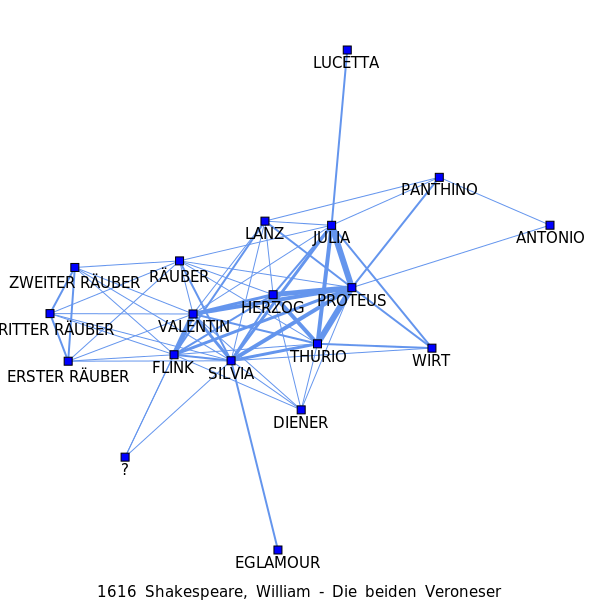 LUCETTA
PANTHINO
LANZ
JULIA
ANTONIO
ZWEITER RÄUBER
RÄUBER
HERZOG
PROTEUS
RITTER RÄUBER
VALENTIN
THURIO
WIRT
FLINK
SILVIA
ERSTER RÄUBER
DIENER
?
EGLAMOUR
1616 Shakespeare, William - Die beiden Veroneser